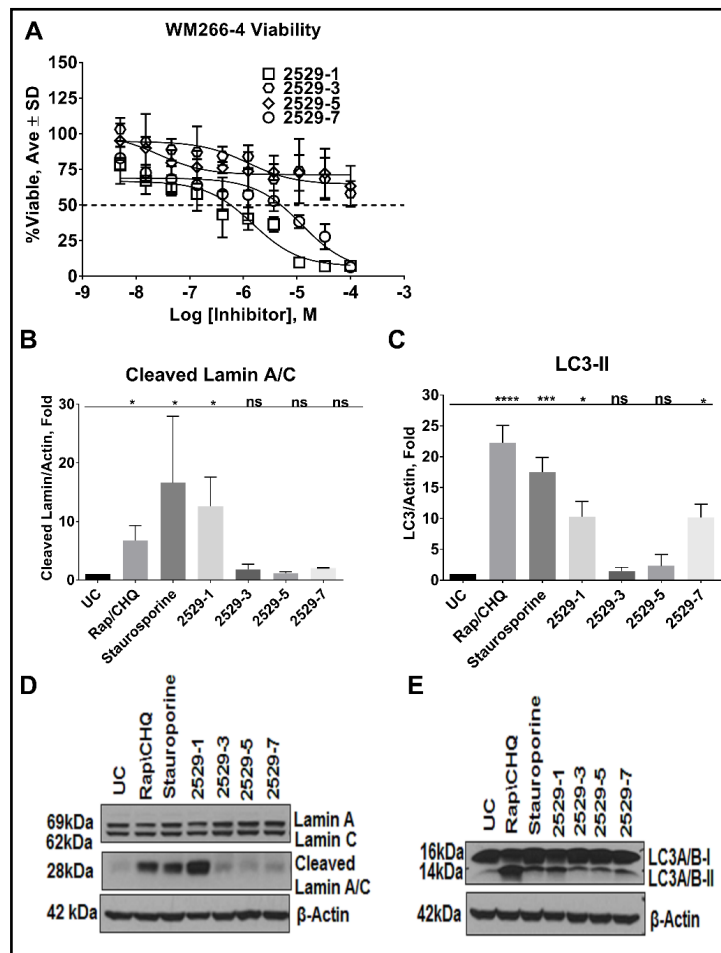 A
WM266-4 Viability
2529-1
2529-3
2529-5
2529-7
%Viable, Ave ± SD
150
125
100
75
50
25
0
-9 -8 -7 -6 -5 -4 -3
Log [Inhibitor], M
B
Cleaved Lamin A/C
* * * ns ns ns
Cleaved Lamin/Actin, Fold
30
20
10
0
UC
Rap/CHQ
Staurosporine
2529-1
2529-3
2529-5
2529-7
C
LC3-II
**** *** * ns ns *
LC3/Actin, Fold
30
25
20
15
10
5
0
UC
Rap/CHQ
Staurosporine
2529-1
2529-3
2529-5
2529-7
D
UC
Rap\CHQ
Stauroporine
2529-1
2529-3
2529-5
2529-7
69kDa
Lamin A
62kDa
Lamin C
28kDa
Cleaved
Lamin A/C
42 kDa
β-Actin
E
UC
Rap\CHQ
Stauroporine
2529-1
2529-3
2529-5
2529-7
16kDa
LC3A/B-I
14kDa
LC3A/B-II
42kDa
β-Actin